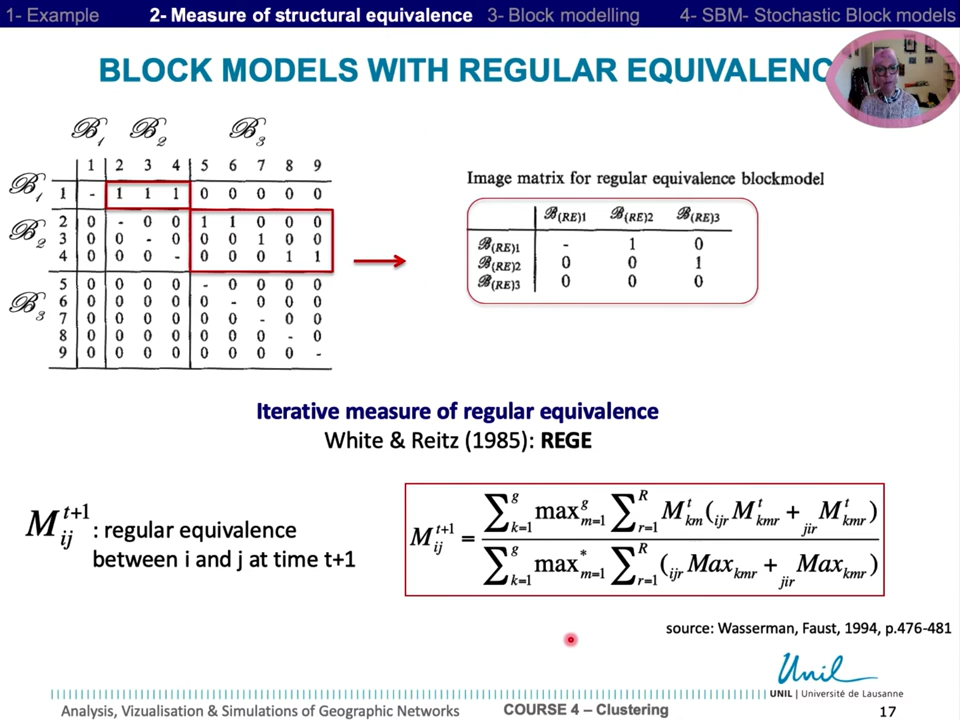 1- Example 2- Measure of structural equivalence 3- Block modelling 4- SBM- Stochastic Block models
BLOCK MODELS WITH REGULAR EQUIVALENC
ℬ1 ℬ2 ℬ3
1 2 3 4 5 6 7 8 9
ℬ1 1 - 1 1 1 0 0 0 0 0
ℬ2 2 0 - 0 0 1 1 0 0 0
3 0 0 - 0 0 0 1 0 0
4 0 0 0 - 0 0 0 1 1
ℬ3 5 0 0 0 0 - 0 0 0 0
6 0 0 0 0 0 - 0 0 0
7 0 0 0 0 0 0 - 0 0
8 0 0 0 0 0 0 0 - 0
9 0 0 0 0 0 0 0 0 -
Image matrix for regular equivalence blockmodel
ℬ(RE)1 ℬ(RE)2 ℬ(RE)3
ℬ(RE)1 - 1 0
ℬ(RE)2 0 0 1
ℬ(RE)3 0 0 0
Iterative measure of regular equivalence
White & Reitz (1985): REGE
M_ij^t+1 : regular equivalence
between i and j at time t+1
M_ij^t+1 = ∑_k=1^g max_m=1^g ∑_r=1^R M_km^t (_ijr M_kmr^t + _jir M_kmr^t)
∑_k=1^g max_m=1^* ∑_r=1^R (_ijr Max_kmr + _jir Max_kmr)
source: Wasserman, Faust, 1994, p.476-481
Unil
UNIL | Université de Lausanne
Analysis, Vizualisation & Simulations of Geographic Networks COURSE 4 – Clustering 17